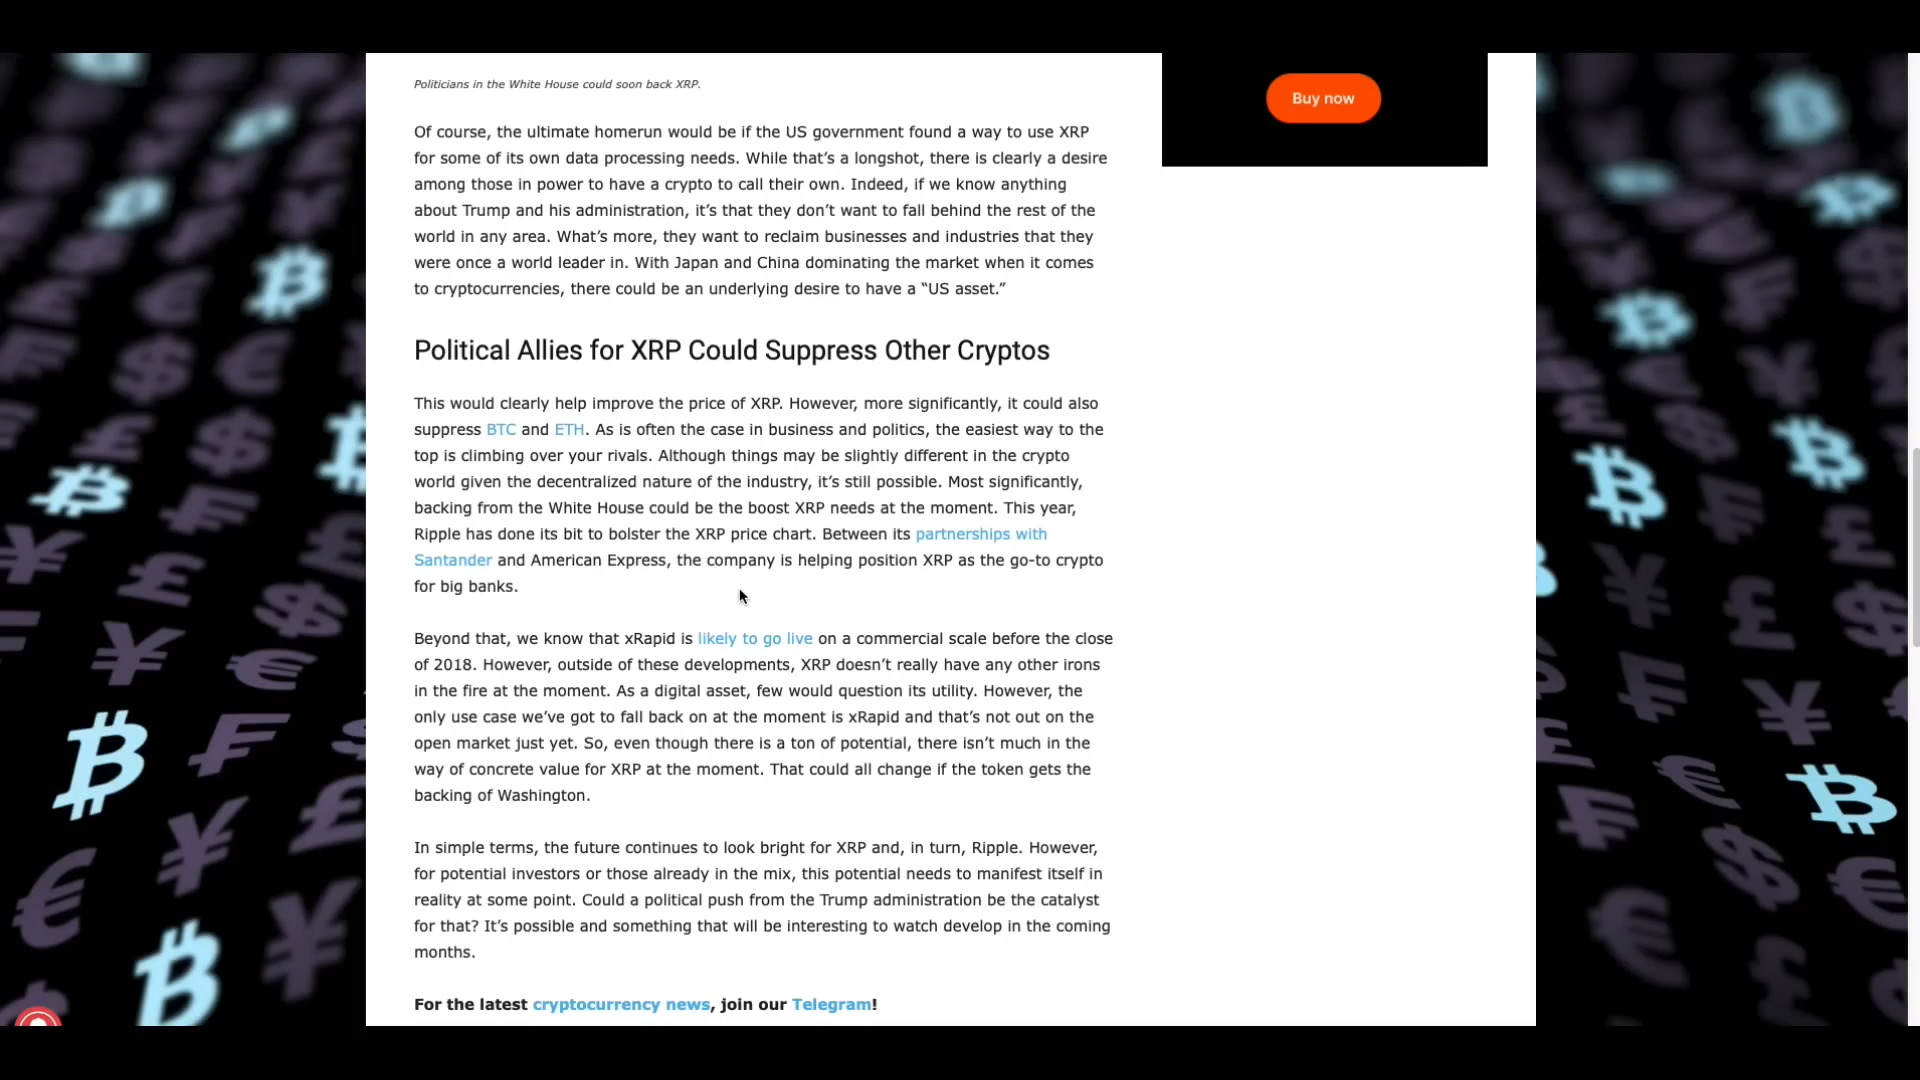 Politicians in the White House could soon back XRP.
Buy now
Of course, the ultimate homerun would be if the US government found a way to use XRP
for some of its own data processing needs. While that’s a longshot, there is clearly a desire
among those in power to have a crypto to call their own. Indeed, if we know anything
about Trump and his administration, it’s that they don’t want to fall behind the rest of the
world in any area. What’s more, they want to reclaim businesses and industries that they
were once a world leader in. With Japan and China dominating the market when it comes
to cryptocurrencies, there could be an underlying desire to have a “US asset.”
Political Allies for XRP Could Suppress Other Cryptos
This would clearly help improve the price of XRP. However, more significantly, it could also
suppress BTC and ETH. As is often the case in business and politics, the easiest way to the
top is climbing over your rivals. Although things may be slightly different in the crypto
world given the decentralized nature of the industry, it’s still possible. Most significantly,
backing from the White House could be the boost XRP needs at the moment. This year,
Ripple has done its bit to bolster the XRP price chart. Between its partnerships with
Santander and American Express, the company is helping position XRP as the go-to crypto
for big banks.
Beyond that, we know that xRapid is likely to go live on a commercial scale before the close
of 2018. However, outside of these developments, XRP doesn’t really have any other irons
in the fire at the moment. As a digital asset, few would question its utility. However, the
only use case we’ve got to fall back on at the moment is xRapid and that’s not out on the
open market just yet. So, even though there is a ton of potential, there isn’t much in the
way of concrete value for XRP at the moment. That could all change if the token gets the
backing of Washington.
In simple terms, the future continues to look bright for XRP and, in turn, Ripple. However,
for potential investors or those already in the mix, this potential needs to manifest itself in
reality at some point. Could a political push from the Trump administration be the catalyst
for that? It’s possible and something that will be interesting to watch develop in the coming
months.
For the latest cryptocurrency news, join our Telegram!